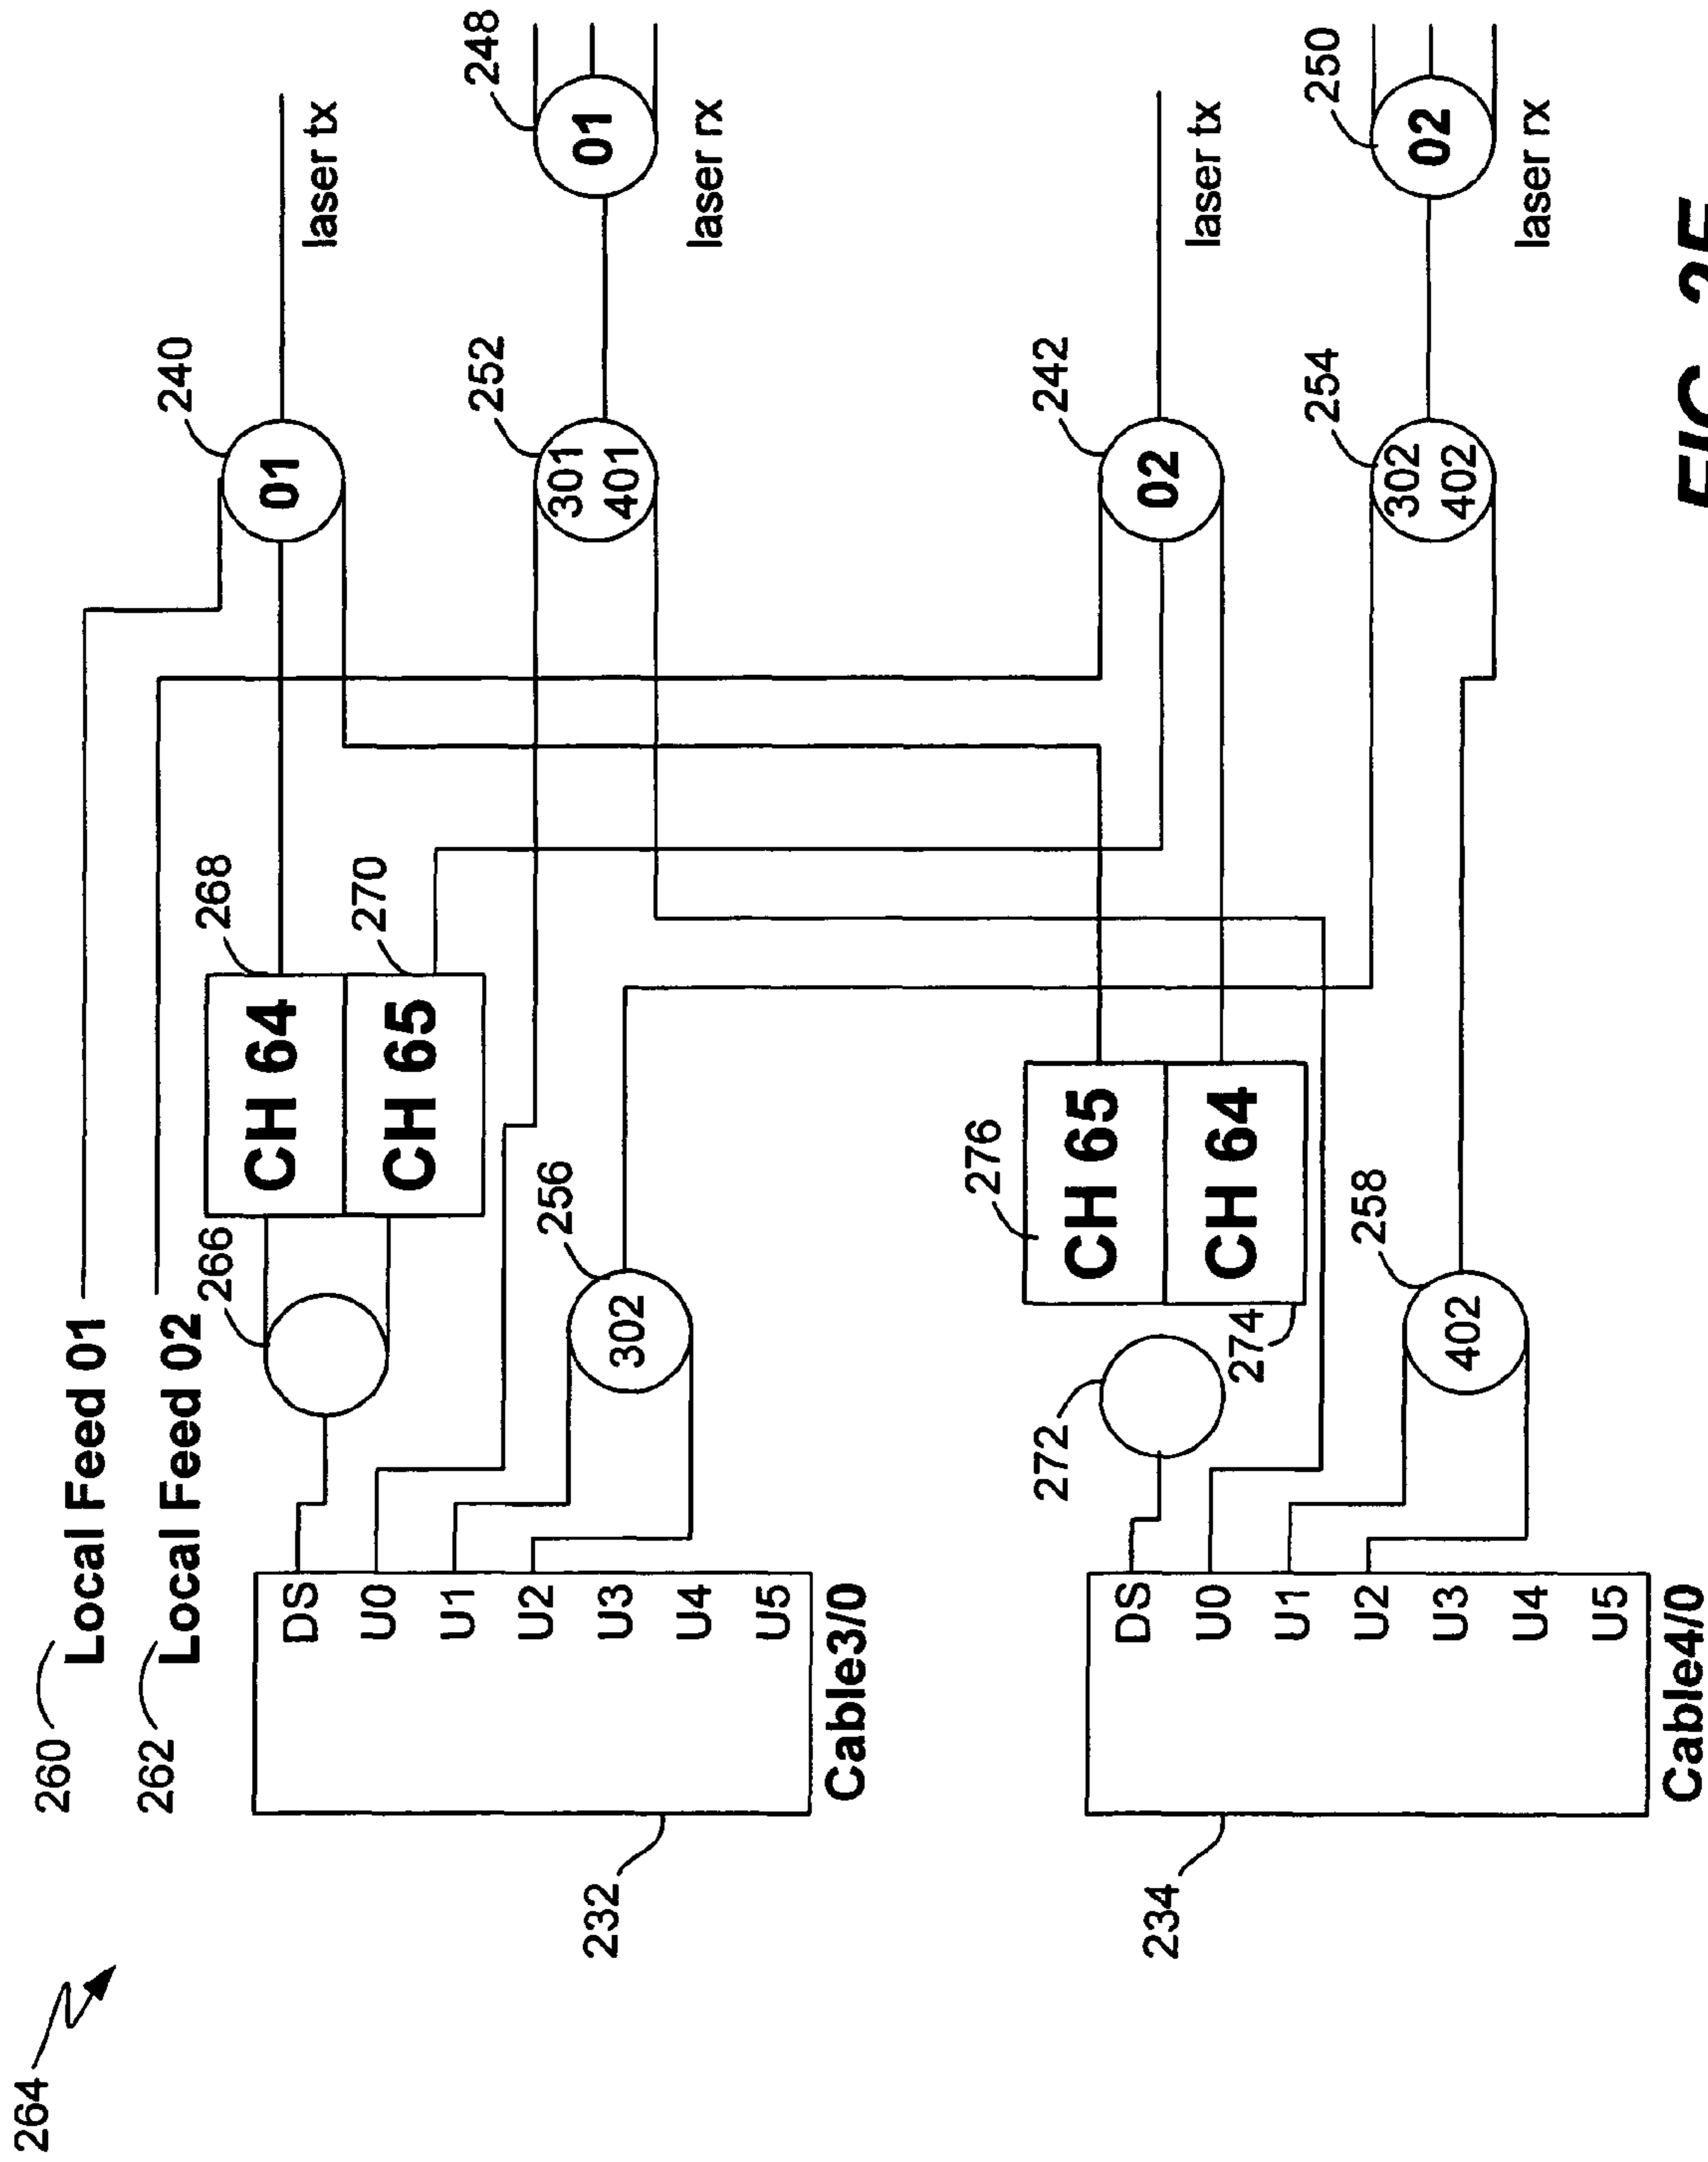 264
260
Local Feed 01
262
Local Feed 02
240
01
laser tx
266
268
CH 64
270
CH 65
232
DS
U0
U1
U2
U3
U4
U5
Cable3/0
256
302
252
301
401
248
01
laser rx
242
02
laser tx
272
276
CH 65
CH 64
274
234
DS
U0
U1
U2
U3
U4
U5
Cable4/0
258
402
254
302
402
250
02
laser rx
FIG.